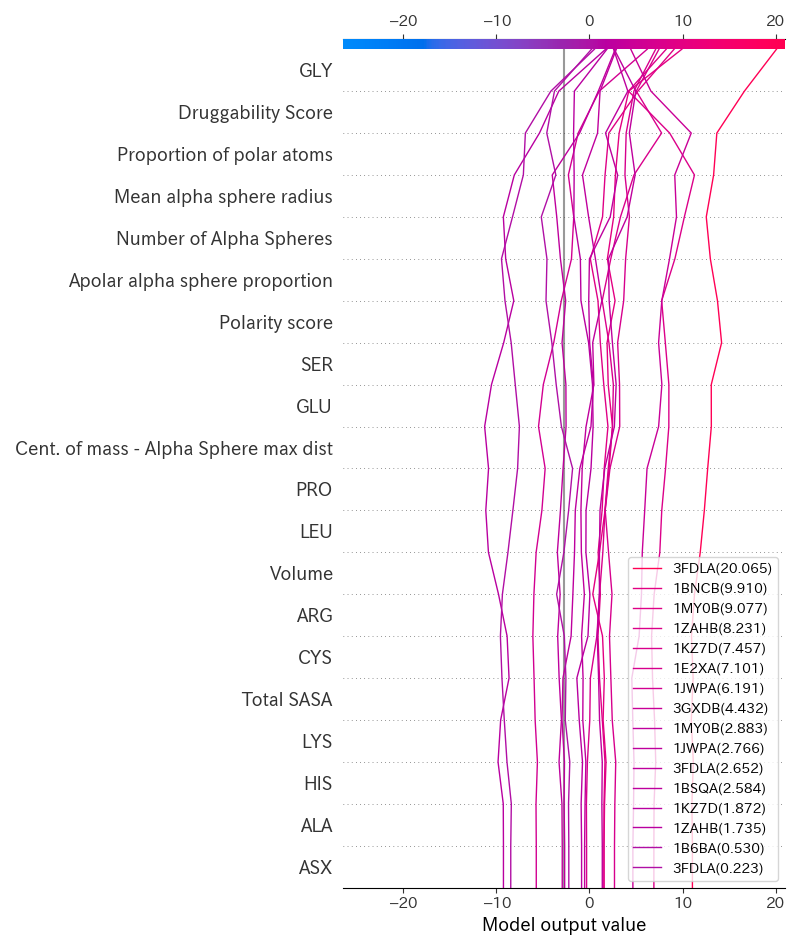 −20 −10 0 10 20
GLY
Druggability Score
Proportion of polar atoms
Mean alpha sphere radius
Number of Alpha Spheres
Apolar alpha sphere proportion
Polarity score
SER
GLU
Cent. of mass - Alpha Sphere max dist
PRO
LEU
Volume
ARG
CYS
Total SASA
LYS
HIS
ALA
ASX
3FDLA(20.065)
1BNCB(9.910)
1MY0B(9.077)
1ZAHB(8.231)
1KZ7D(7.457)
1E2XA(7.101)
1JWPA(6.191)
3GXDB(4.432)
1MY0B(2.883)
1JWPA(2.766)
3FDLA(2.652)
1BSQA(2.584)
1KZ7D(1.872)
1ZAHB(1.735)
1B6BA(0.530)
3FDLA(0.223)
−20 −10 0 10 20
Model output value